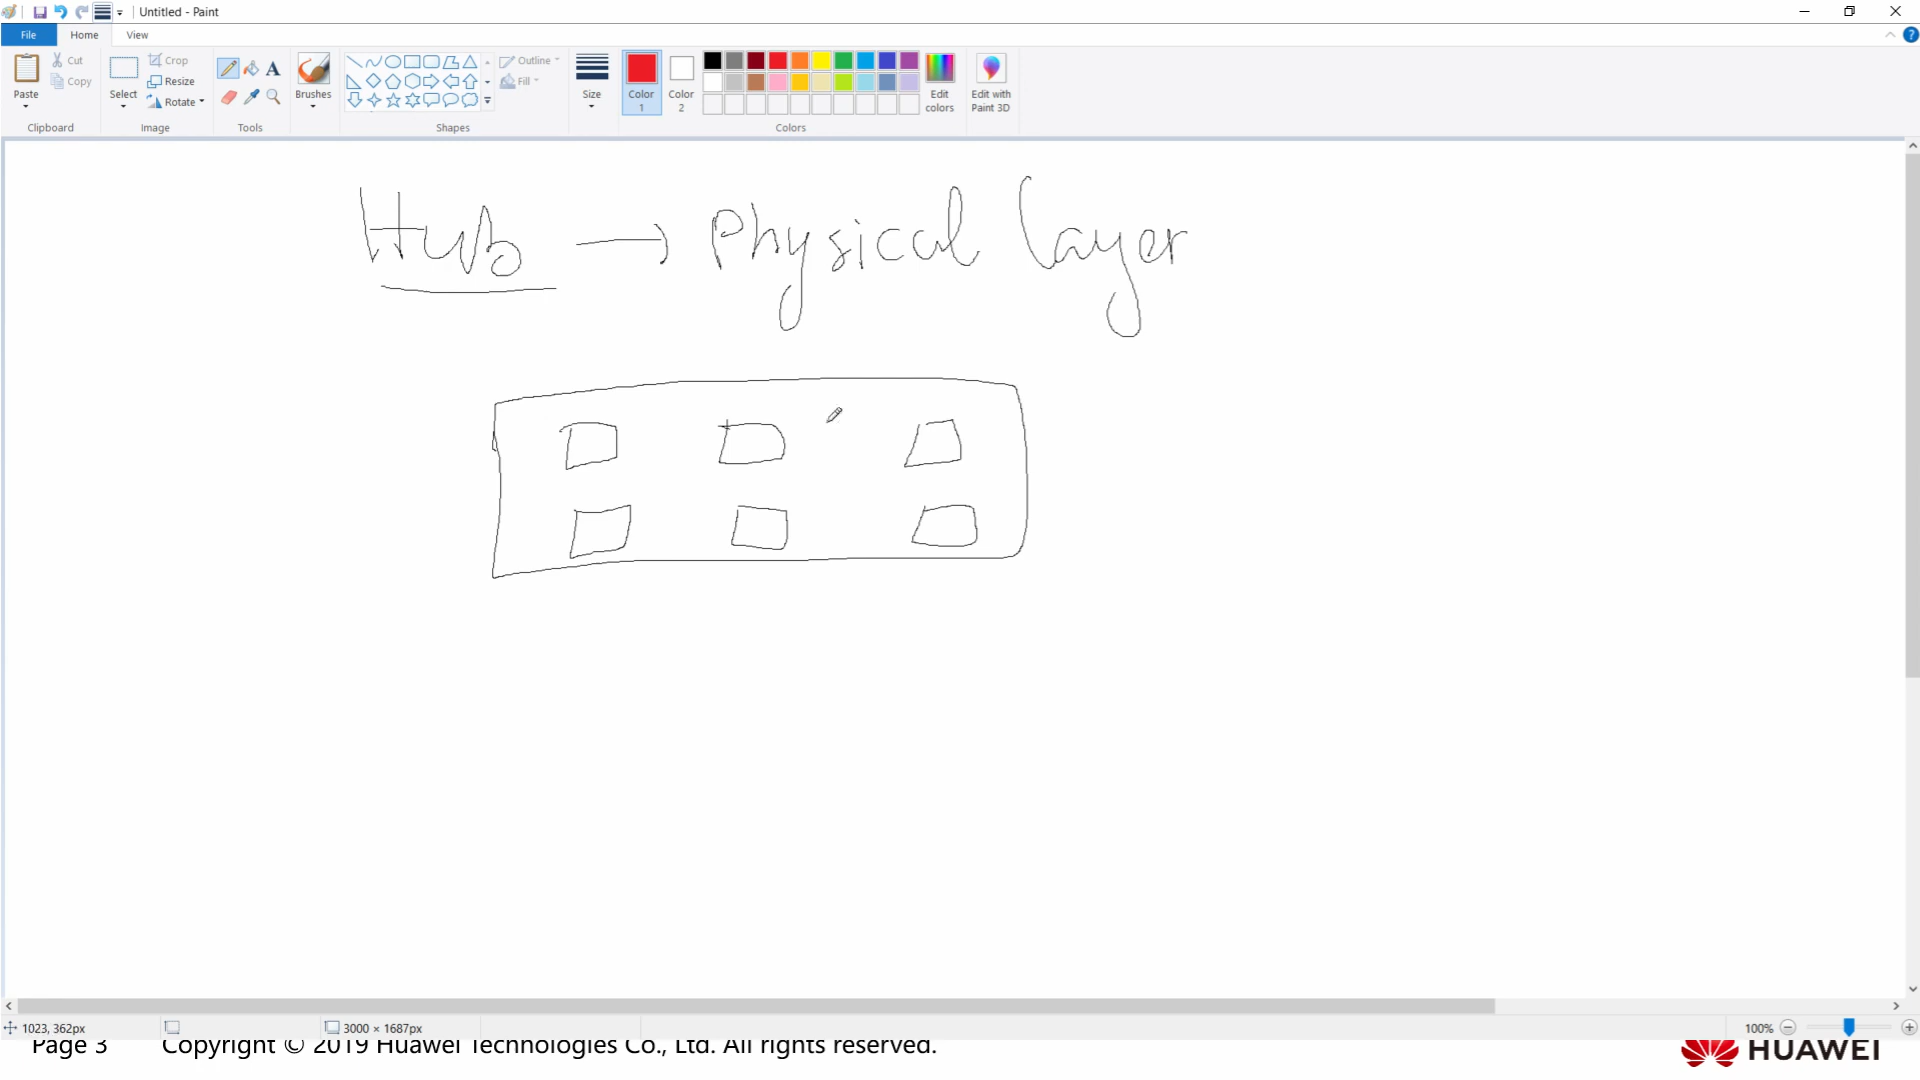 Untitled - Paint
File Home View
Paste Cut Copy Clipboard
Select Crop Resize Rotate Image
Tools
Brushes
Outline Fill Shapes
Size
Color 1 Color 2 Edit colors Colors
Edit with Paint 3D
Hub → Physical Layer
1023, 362px 3000 × 1687px 100%
Page 3 Copyright © 2019 Huawei Technologies Co., Ltd. All rights reserved. HUAWEI